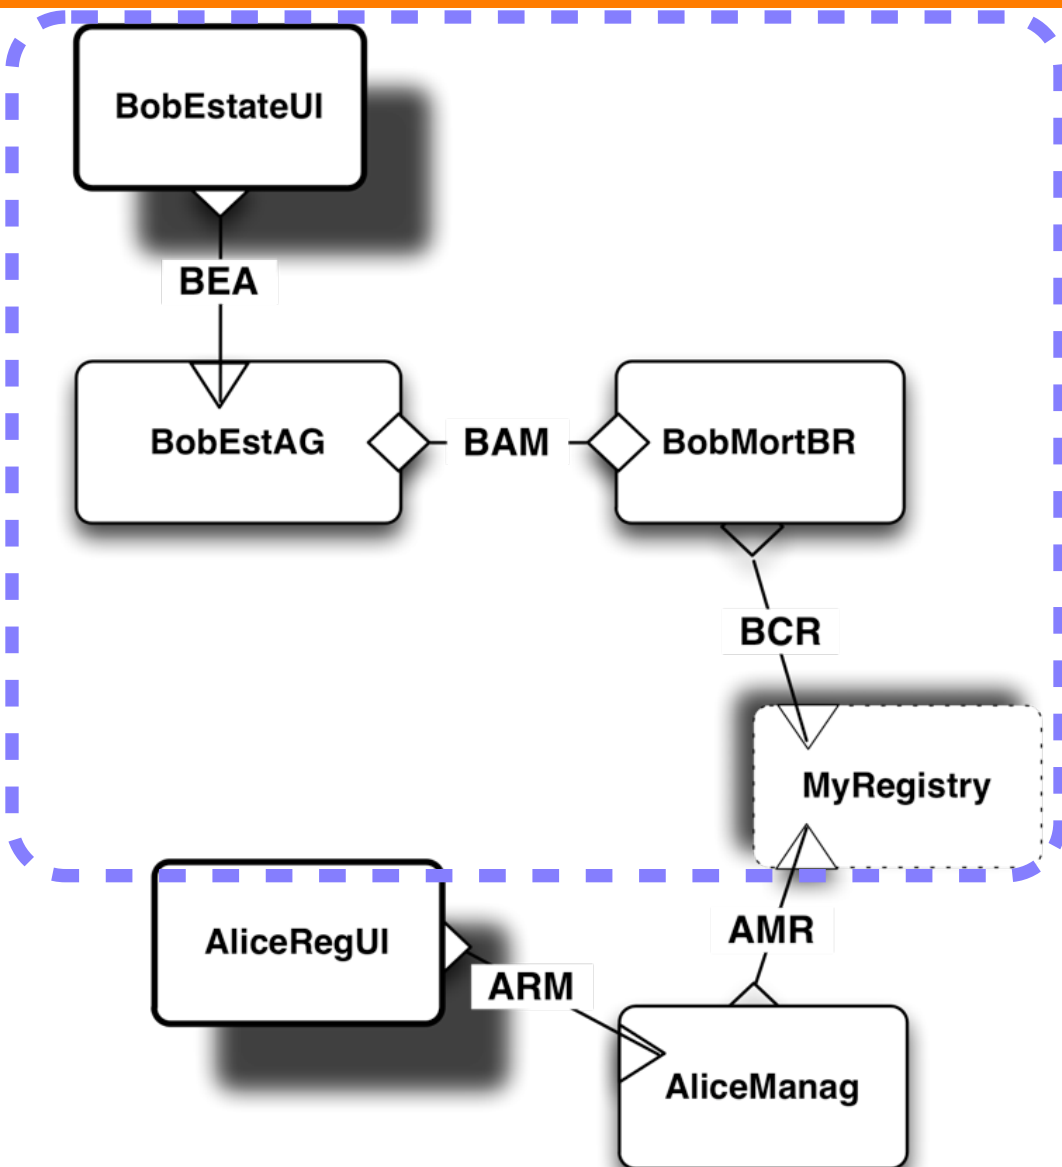 BobEstateUI
BEA
BobEstAG
BAM
BobMortBR
BCR
MyRegistry
AliceRegUI
AMR
ARM
AliceManag